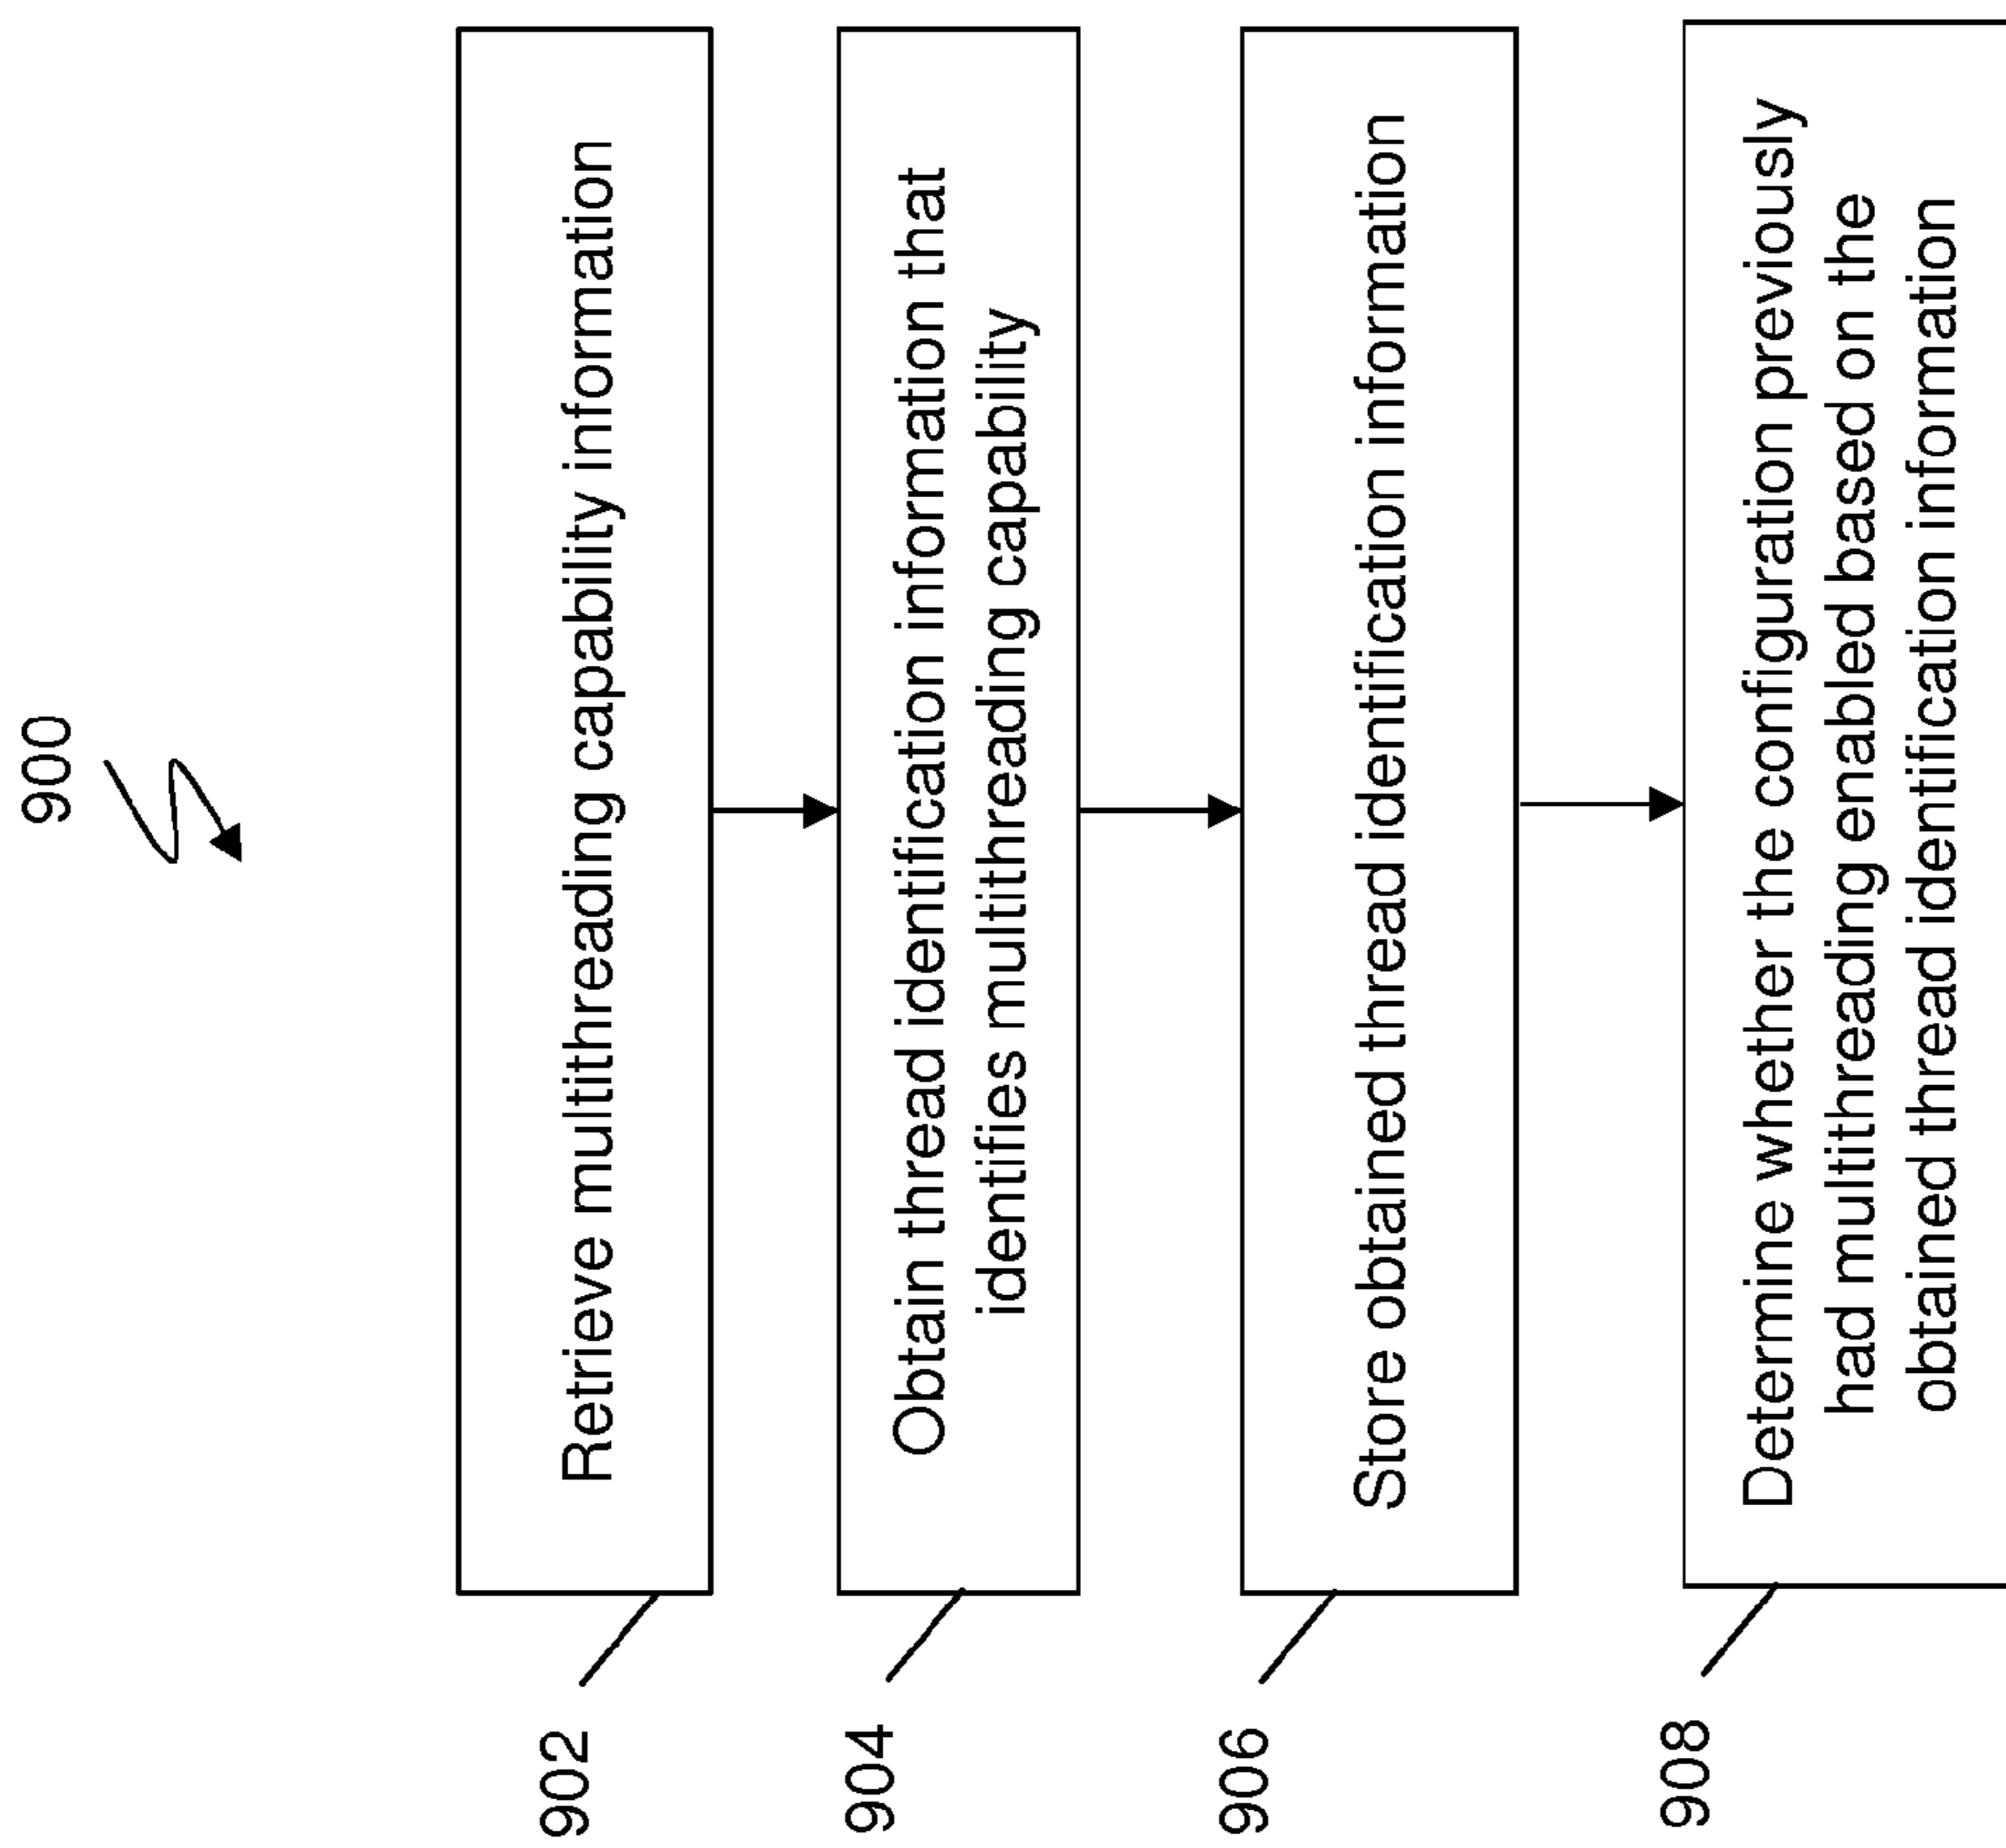 900
902
Retrieve multithreading capability information
904
Obtain thread identification information that
identifies multithreading capability
906
Store obtained thread identification information
908
Determine whether the configuration previously
had multithreading enabled based on the
obtained thread identification information